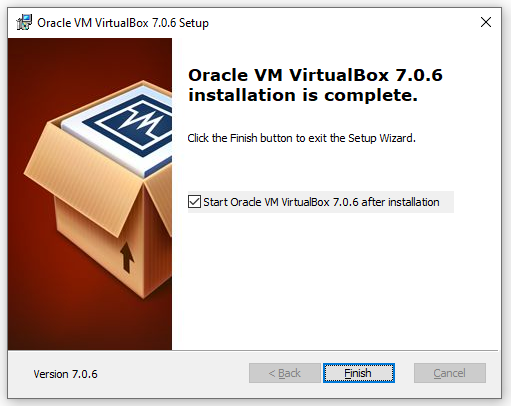 Oracle VM VirtualBox 7.0.6 Setup
Oracle VM VirtualBox 7.0.6
installation is complete.
Click the Finish button to exit the Setup Wizard.
Start Oracle VM VirtualBox 7.0.6 after installation
Version 7.0.6
< Back
Finish
Cancel